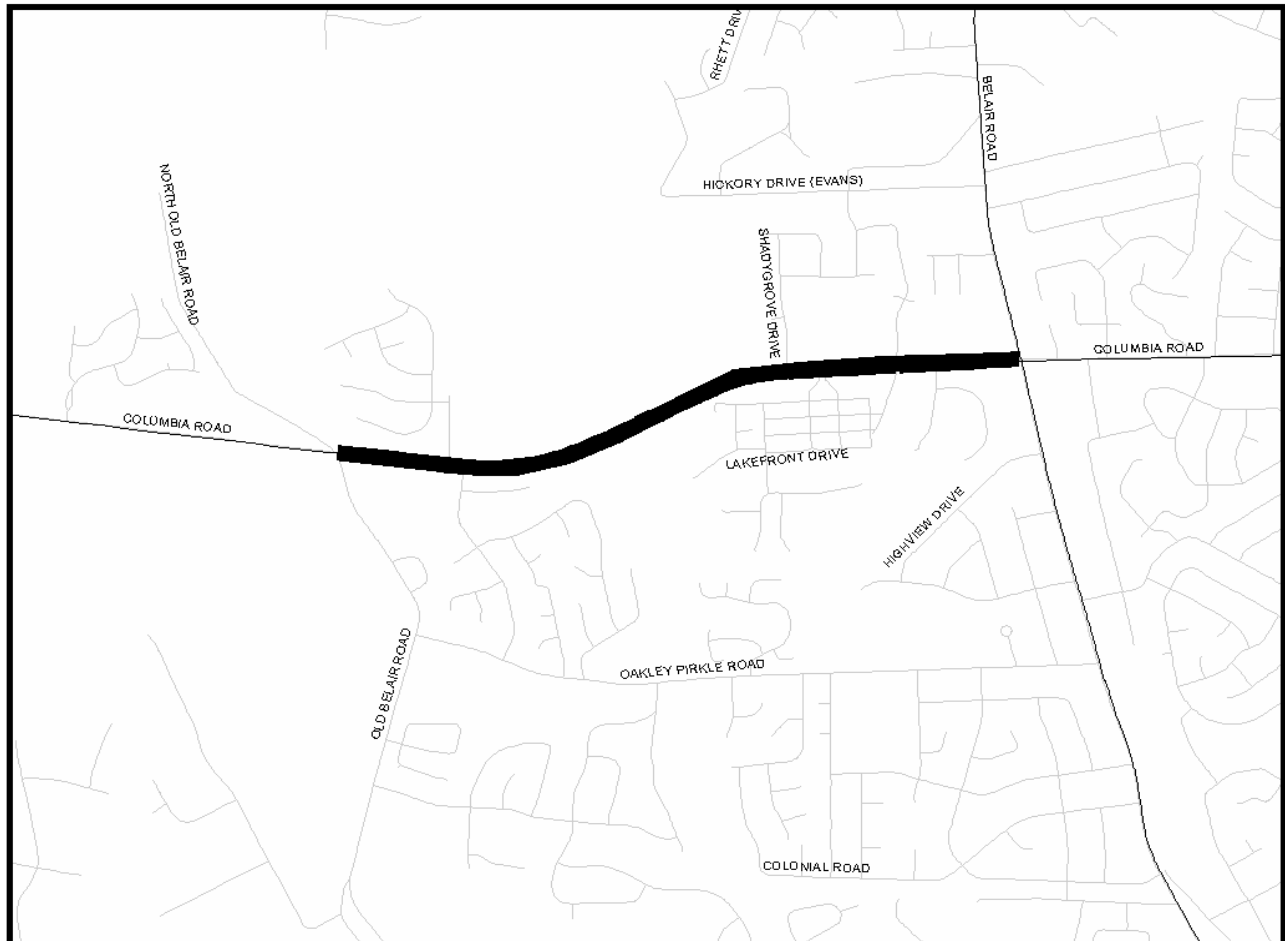 RHETT DRIV
BELAIR ROAD
HICKORY DRIVE (EVANS)
NORTH OLD BELAIR ROAD
SHADYGROVE DRIVE
COLUMBIA ROAD
COLUMBIA ROAD
LAKEFRONT DRIVE
HIGHVIEW DRIVE
OAKLEY PIRKLE ROAD
OLD BELAIR ROAD
COLONIAL ROAD